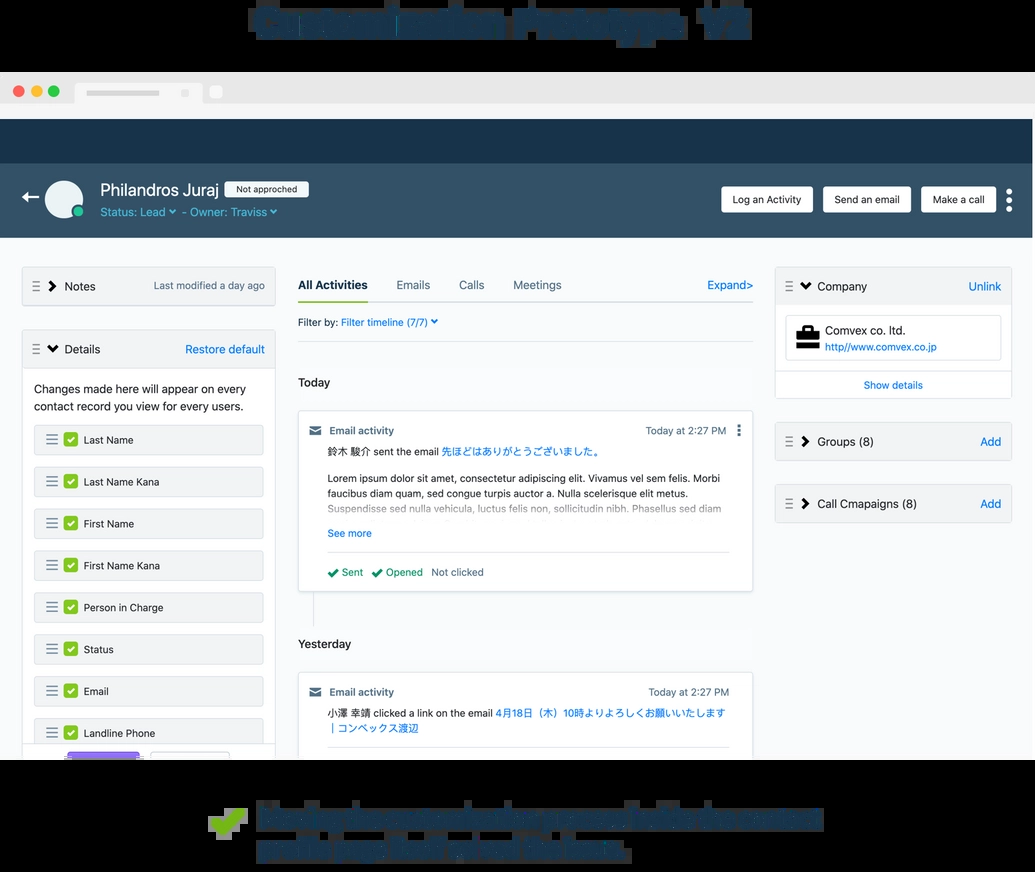 Customization Prototype V2
Philandros Juraj
Not approched
Status: Lead - Owner: Traviss
Log an Activity
Send an email
Make a call
Notes
Last modified a day ago
Details
Restore default
Changes made here will appear on every
contact record you view for every users.
Last Name
Last Name Kana
First Name
First Name Kana
Person in Charge
Status
Email
Landline Phone
All Activities
Emails
Calls
Meetings
Expand>
Filter by: Filter timeline (7/7)
Today
Email activity
Today at 2:27 PM
鈴木 駿介 sent the email 先ほどはありがとうございました。
Lorem ipsum dolor sit amet, consectetur adipiscing elit. Vivamus vel sem felis. Morbi
faucibus diam quam, sed congue turpis auctor a. Nulla scelerisque elit metus.
Suspendisse sed nulla vehicula, luctus felis non, sollicitudin nibh. Phasellus sed diam
See more
Sent
Opened
Not clicked
Yesterday
Email activity
Today at 2:27 PM
小澤 幸靖 clicked a link on the email 4月18日（木）10時よりよろしくお願いいたします
｜コンベックス渡辺
Company
Unlink
Comvex co. ltd.
http//www.comvex.co.jp
Show details
Groups (8)
Add
Call Cmapaigns (8)
Add